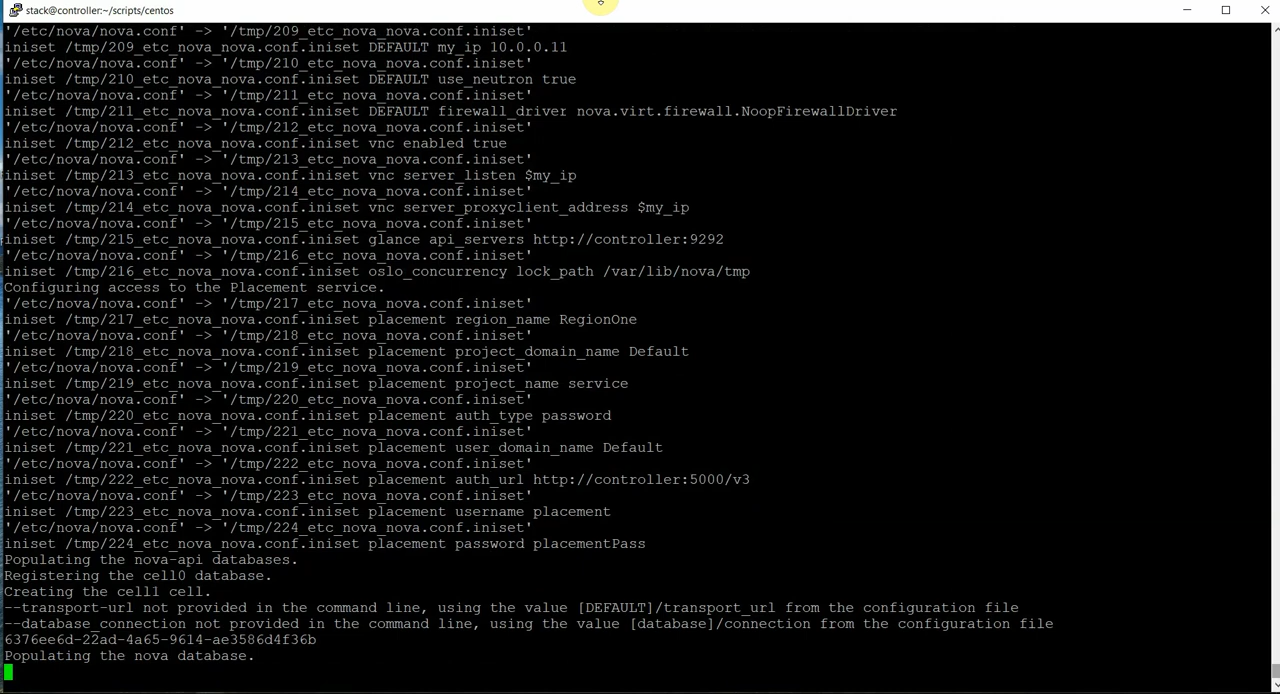 stack@controller:~/scripts/centos
'/etc/nova/nova.conf' -> '/tmp/209_etc_nova_nova.conf.iniset'
iniset /tmp/209_etc_nova_nova.conf.iniset DEFAULT my_ip 10.0.0.11
'/etc/nova/nova.conf' -> '/tmp/210_etc_nova_nova.conf.iniset'
iniset /tmp/210_etc_nova_nova.conf.iniset DEFAULT use_neutron true
'/etc/nova/nova.conf' -> '/tmp/211_etc_nova_nova.conf.iniset'
iniset /tmp/211_etc_nova_nova.conf.iniset DEFAULT firewall_driver nova.virt.firewall.NoopFirewallDriver
'/etc/nova/nova.conf' -> '/tmp/212_etc_nova_nova.conf.iniset'
iniset /tmp/212_etc_nova_nova.conf.iniset vnc enabled true
'/etc/nova/nova.conf' -> '/tmp/213_etc_nova_nova.conf.iniset'
iniset /tmp/213_etc_nova_nova.conf.iniset vnc server_listen $my_ip
'/etc/nova/nova.conf' -> '/tmp/214_etc_nova_nova.conf.iniset'
iniset /tmp/214_etc_nova_nova.conf.iniset vnc server_proxyclient_address $my_ip
'/etc/nova/nova.conf' -> '/tmp/215_etc_nova_nova.conf.iniset'
iniset /tmp/215_etc_nova_nova.conf.iniset glance api_servers http://controller:9292
'/etc/nova/nova.conf' -> '/tmp/216_etc_nova_nova.conf.iniset'
iniset /tmp/216_etc_nova_nova.conf.iniset oslo_concurrency lock_path /var/lib/nova/tmp
Configuring access to the Placement service.
'/etc/nova/nova.conf' -> '/tmp/217_etc_nova_nova.conf.iniset'
iniset /tmp/217_etc_nova_nova.conf.iniset placement region_name RegionOne
'/etc/nova/nova.conf' -> '/tmp/218_etc_nova_nova.conf.iniset'
iniset /tmp/218_etc_nova_nova.conf.iniset placement project_domain_name Default
'/etc/nova/nova.conf' -> '/tmp/219_etc_nova_nova.conf.iniset'
iniset /tmp/219_etc_nova_nova.conf.iniset placement project_name service
'/etc/nova/nova.conf' -> '/tmp/220_etc_nova_nova.conf.iniset'
iniset /tmp/220_etc_nova_nova.conf.iniset placement auth_type password
'/etc/nova/nova.conf' -> '/tmp/221_etc_nova_nova.conf.iniset'
iniset /tmp/221_etc_nova_nova.conf.iniset placement user_domain_name Default
'/etc/nova/nova.conf' -> '/tmp/222_etc_nova_nova.conf.iniset'
iniset /tmp/222_etc_nova_nova.conf.iniset placement auth_url http://controller:5000/v3
'/etc/nova/nova.conf' -> '/tmp/223_etc_nova_nova.conf.iniset'
iniset /tmp/223_etc_nova_nova.conf.iniset placement username placement
'/etc/nova/nova.conf' -> '/tmp/224_etc_nova_nova.conf.iniset'
iniset /tmp/224_etc_nova_nova.conf.iniset placement password placementPass
Populating the nova-api databases.
Registering the cell0 database.
Creating the cell1 cell.
--transport-url not provided in the command line, using the value [DEFAULT]/transport_url from the configuration file
--database_connection not provided in the command line, using the value [database]/connection from the configuration file
6376ee6d-22ad-4a65-9614-ae3586d4f36b
Populating the nova database.